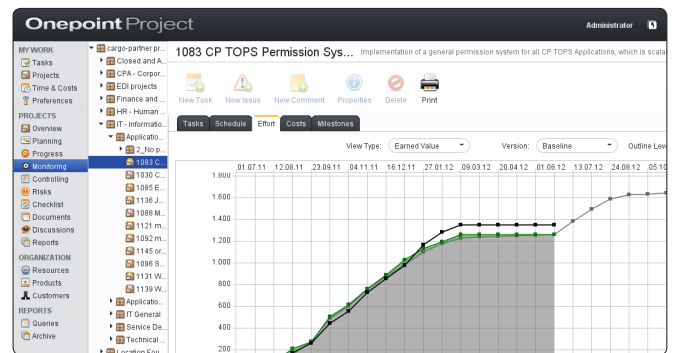 Onepoint Project
Administrator
MY WORK
Tasks
Projects
Time & Costs
Preferences
PROJECTS
Overview
Planning
Progress
Monitoring
Controlling
Risks
Checklist
Documents
Discussions
Reports
ORGANIZATION
Resources
Products
Customers
REPORTS
Queries
Archive
cargo-partner pr...
Closed and A...
CPA - Corpor...
EDI projects
Finance and ...
HR - Human ...
IT - Informatio...
Applicatio...
2_No p...
1083 C...
1030 C...
1085 E...
1136 J...
1088 M...
1121 m...
1092 m...
1145 or...
1096 S...
1131 W...
1139 W...
Applicatio...
IT General
Service De...
Technical ...
Location Fou...
1083 CP TOPS Permission Sys... Implementation of a general permission system for all CP TOPS Applications, which is scala
New Task New Issue New Comment Properties Delete Print
Tasks Schedule Effort Costs Milestones
View Type: Earned Value Version: Baseline Outline Lev
01.07.11 12.08.11 23.09.11 04.11.11 16.12.11 27.01.12 09.03.12 20.04.12 01.06.12 13.07.12 24.08.12 05.10
1.800
1.600
1.400
1.200
1.000
800
600
400
200